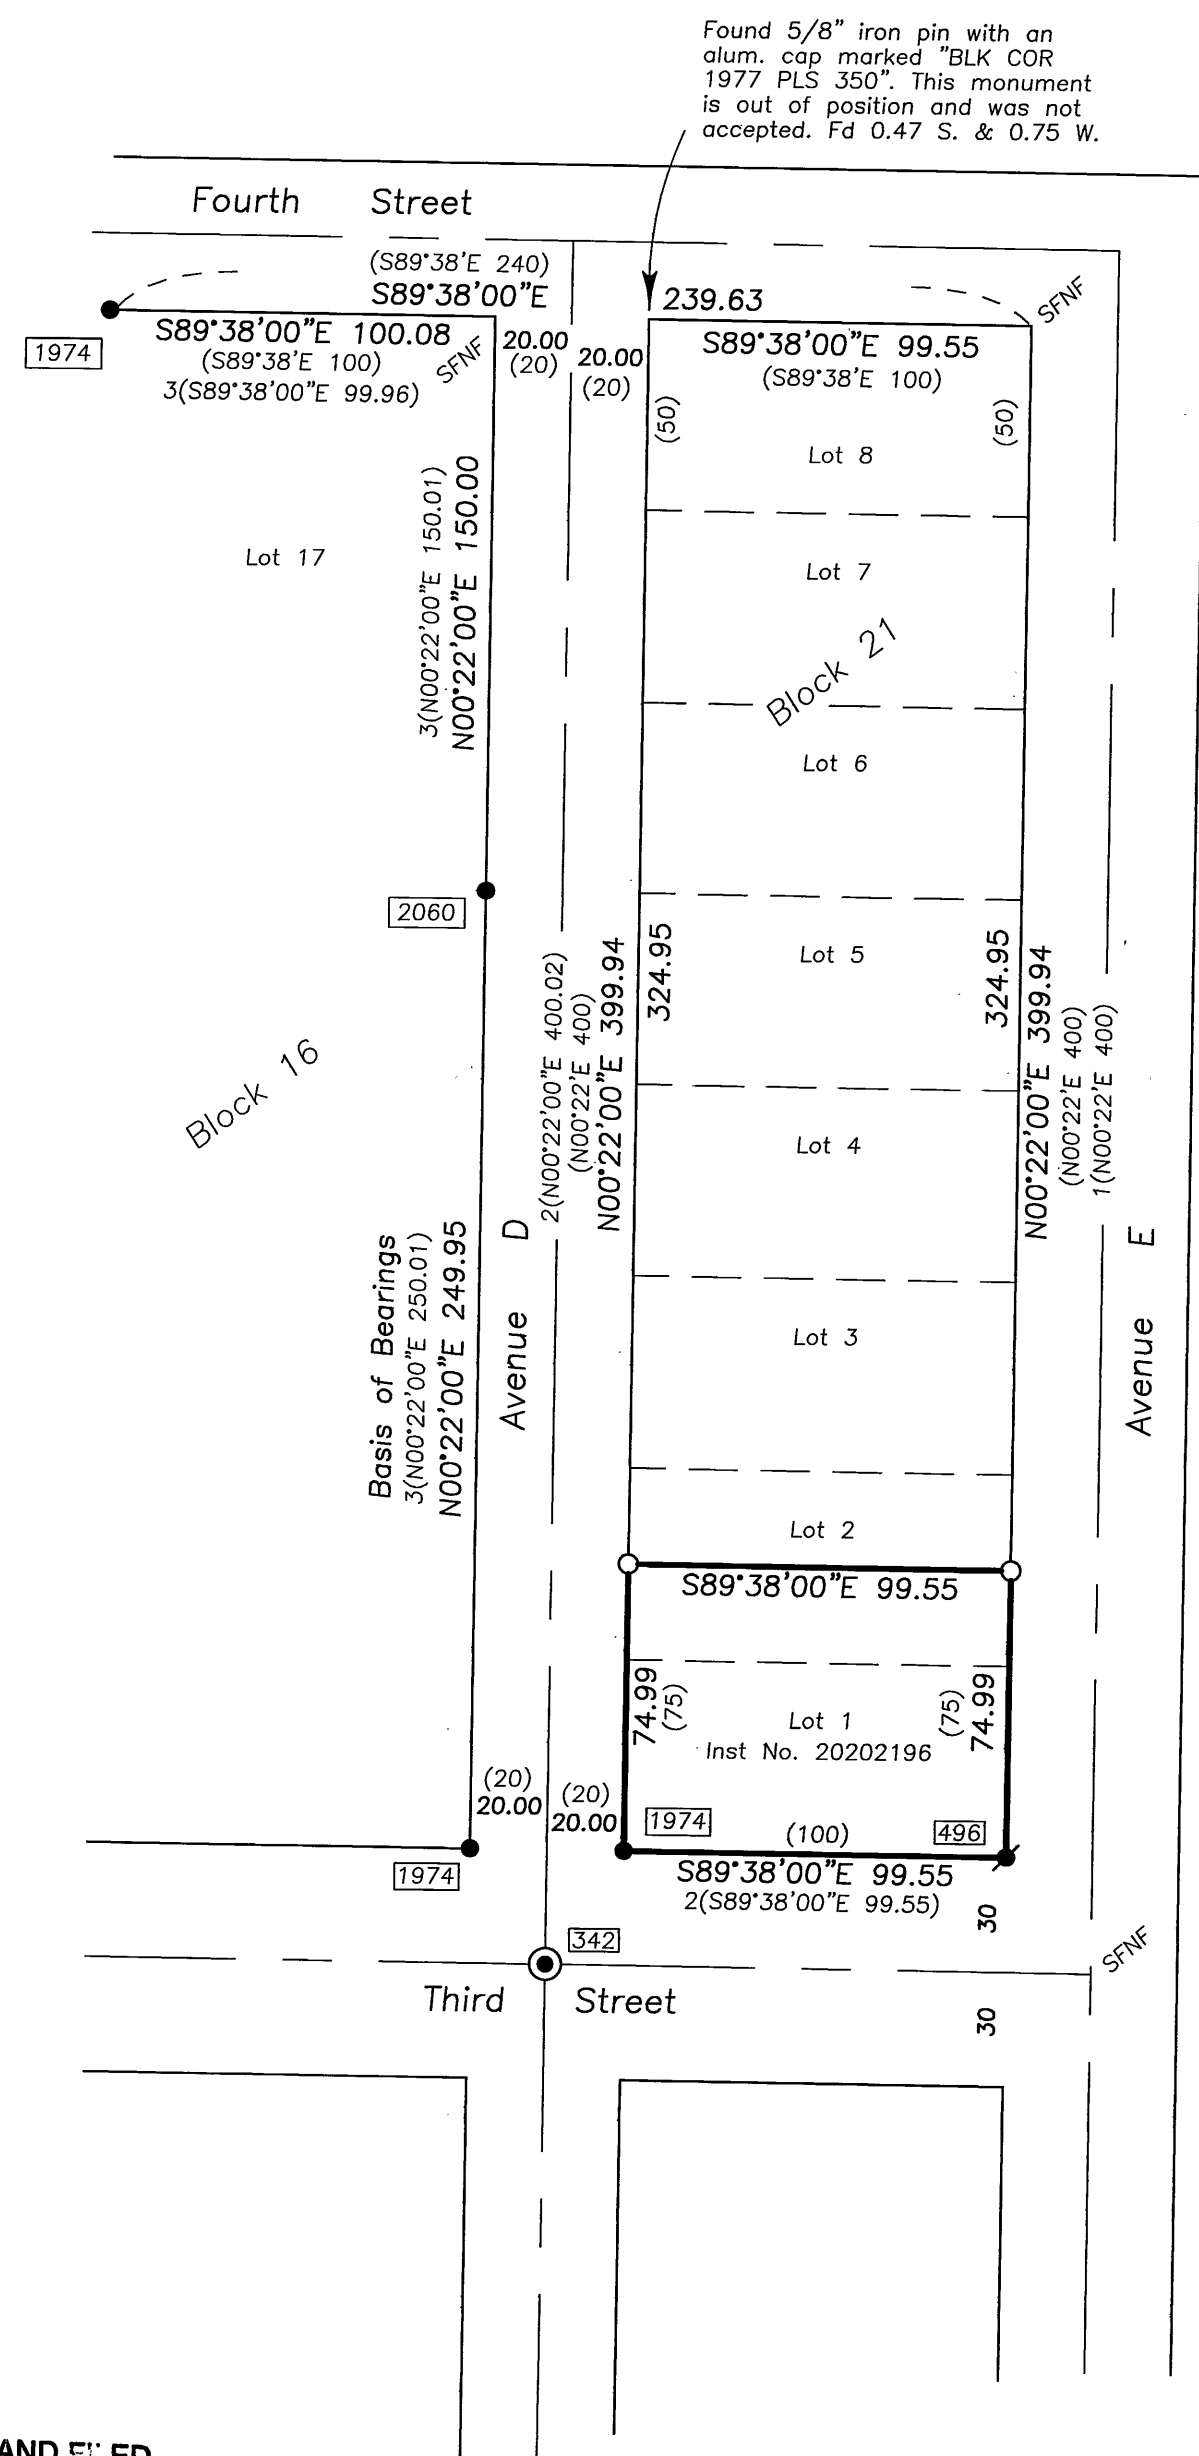 Found 5/8" iron pin with an
alum. cap marked "BLK COR
1977 PLS 350". This monument
is out of position and was not
accepted. Fd 0.47 S. & 0.75 W.
Fourth Street
(S89°38'E 240)
S89°38'00"E 239.63
SFNF
1974
S89°38'00"E 100.08
(S89°38'E 100)
3(S89°38'00"E 99.96)
SFNF
20.00
(20)
20.00
(20)
S89°38'00"E 99.55
(S89°38'E 100)
(50)
(50)
Lot 8
3(N00°22'00"E 150.01)
N00°22'00"E 150.00
Lot 17
Lot 7
Block 21
Lot 6
2060
Lot 5
324.95
324.95
2(N00°22'00"E 400.02)
(N00°22'E 400)
N00°22'00"E 399.94
N00°22'00"E 399.94
(N00°22'E 400)
1(N00°22'E 400)
Block 16
Lot 4
Basis of Bearings
3(N00°22'00"E 250.01)
N00°22'00"E 249.95
Avenue D
Avenue E
Lot 3
Lot 2
S89°38'00"E 99.55
74.99
(75)
(75)
74.99
Lot 1
Inst No. 20202196
(20)
20.00
(20)
20.00
1974
(100)
496
1974
S89°38'00"E 99.55
2(S89°38'00"E 99.55)
30
342
SFNF
Third Street
30
AND FILED